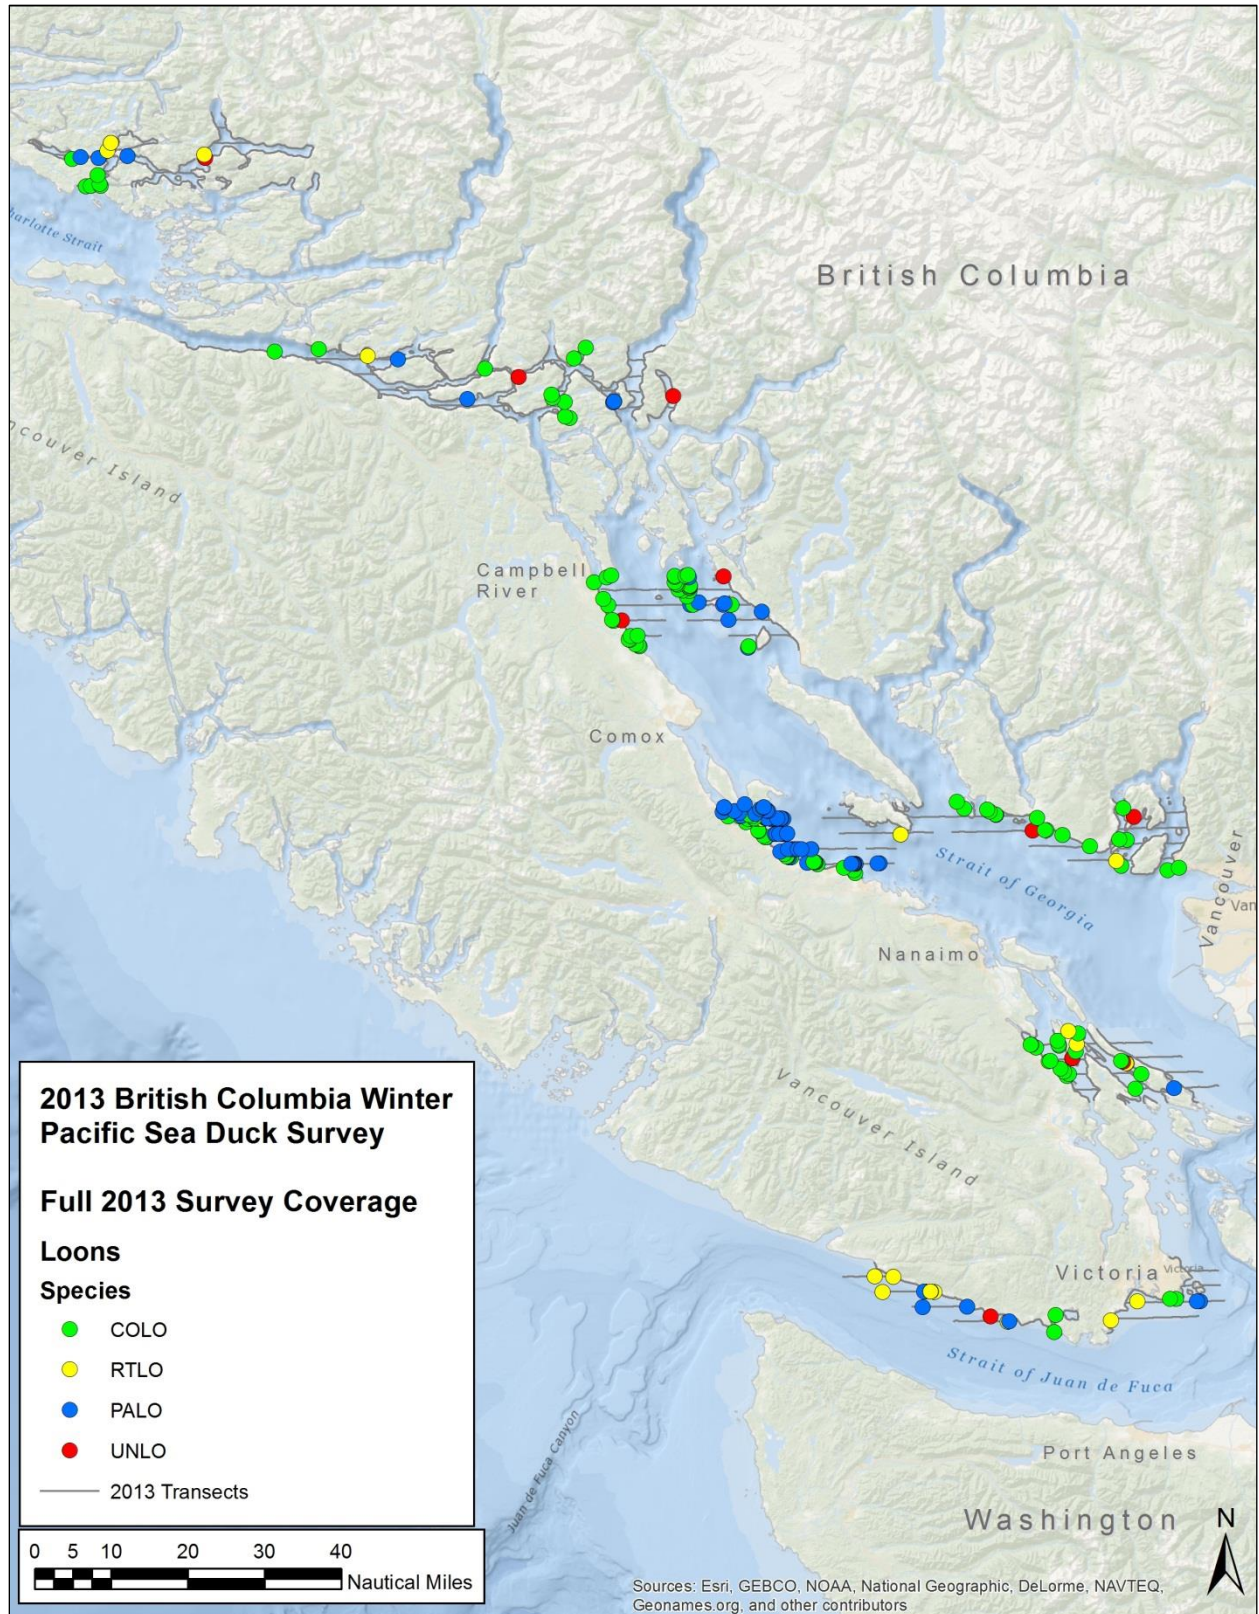 harlotte Strait
British Columbia
ncouver Island
Campbell
River
Comox
Strait of Georgia
Vancouver
Van
Nanaimo
Vancouver Island
Victoria
Victoria
Strait of Juan de Fuca
Juan de Fuca Canyon
Port Angeles
Washington
2013 British Columbia Winter
Pacific Sea Duck Survey
Full 2013 Survey Coverage
Loons
Species
COLO
RTLO
PALO
UNLO
2013 Transects
0 5 10 20 30 40
Nautical Miles
N
Sources: Esri, GEBCO, NOAA, National Geographic, DeLorme, NAVTEQ,
Geonames.org, and other contributors